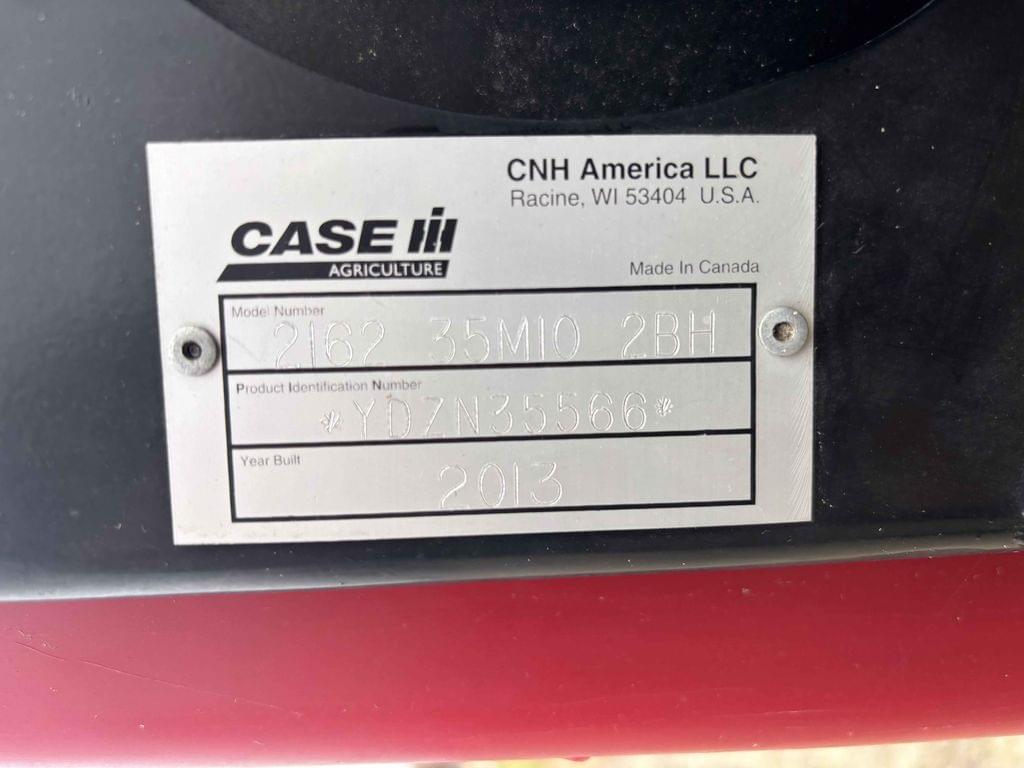 CNH America LLC
Racine, WI 53404 U.S.A.
CASE IH
AGRICULTURE
Made In Canada
Model Number
2162 35M10 2BH
Product Identification Number
*YDZN35566*
Year Built
2013